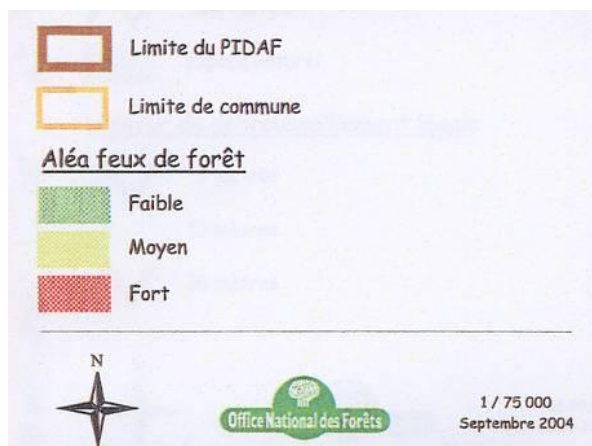 Limite du PIDAF
Limite de commune
Aléa feux de forêt
Faible
Moyen
Fort
N
Office National des Forêts
1 / 75 000
Septembre 2004